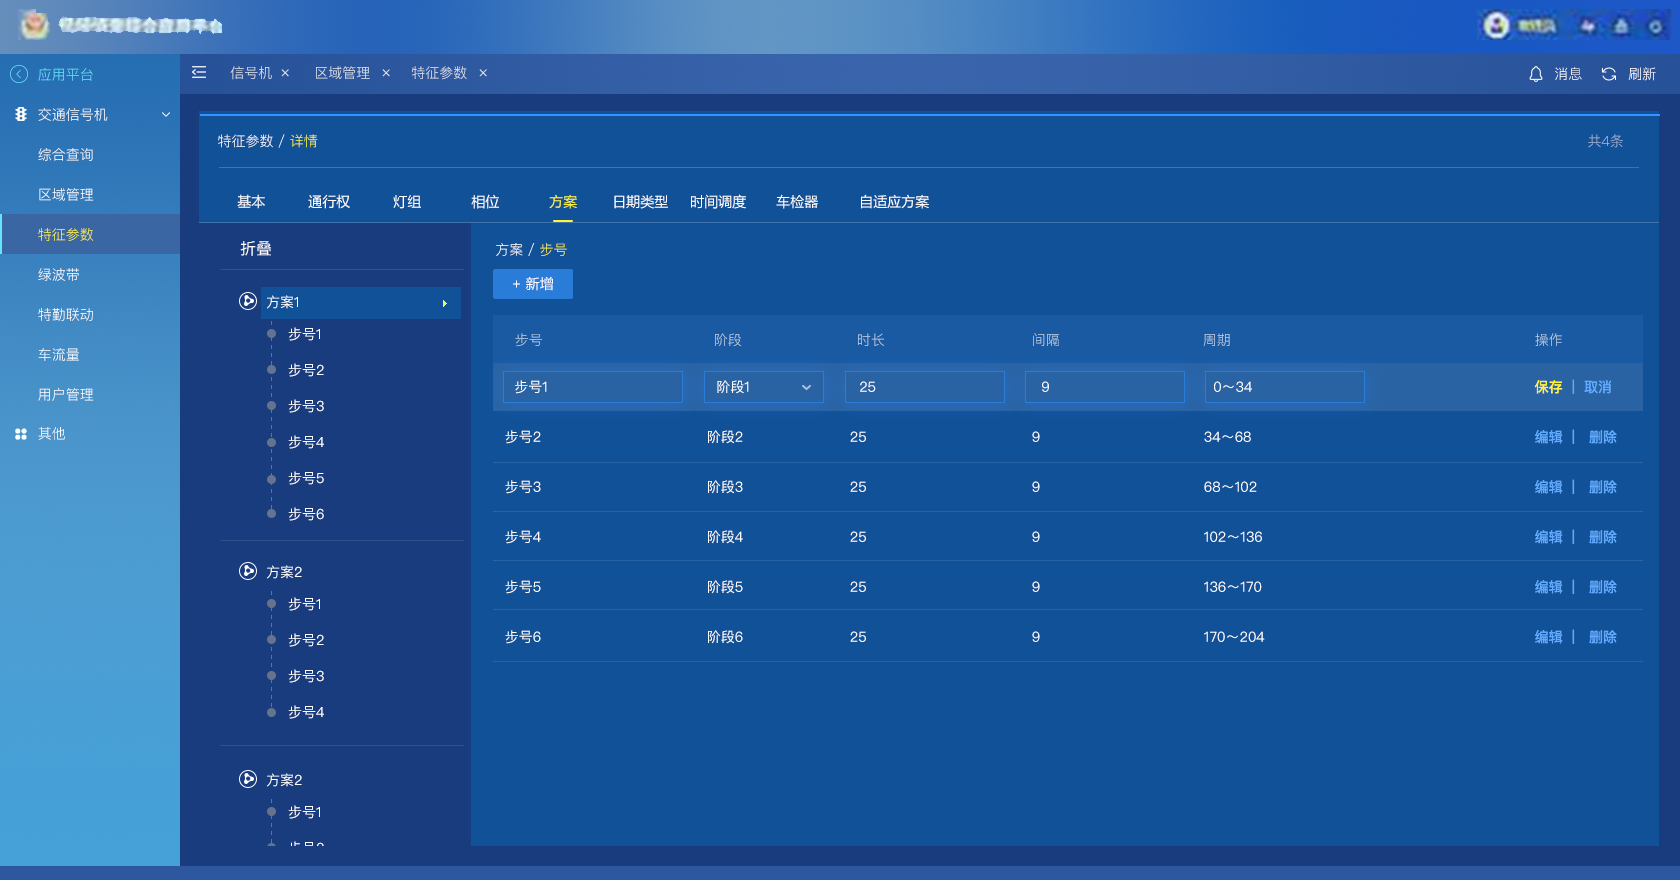 应用平台
信号机 × 区域管理 × 特征参数 ×
消息 刷新
交通信号机
综合查询
区域管理
特征参数
绿波带
特勤联动
车流量
用户管理
其他
特征参数 / 详情
共4条
基本 通行权 灯组 相位 方案 日期类型 时间调度 车检器 自适应方案
折叠
方案1
步号1
步号2
步号3
步号4
步号5
步号6
方案2
步号1
步号2
步号3
步号4
方案2
步号1
方案 / 步号
+ 新增
步号 阶段 时长 间隔 周期 操作
步号1 阶段1 25 9 0～34 保存 | 取消
步号2 阶段2 25 9 34～68 编辑 | 删除
步号3 阶段3 25 9 68～102 编辑 | 删除
步号4 阶段4 25 9 102～136 编辑 | 删除
步号5 阶段5 25 9 136～170 编辑 | 删除
步号6 阶段6 25 9 170～204 编辑 | 删除